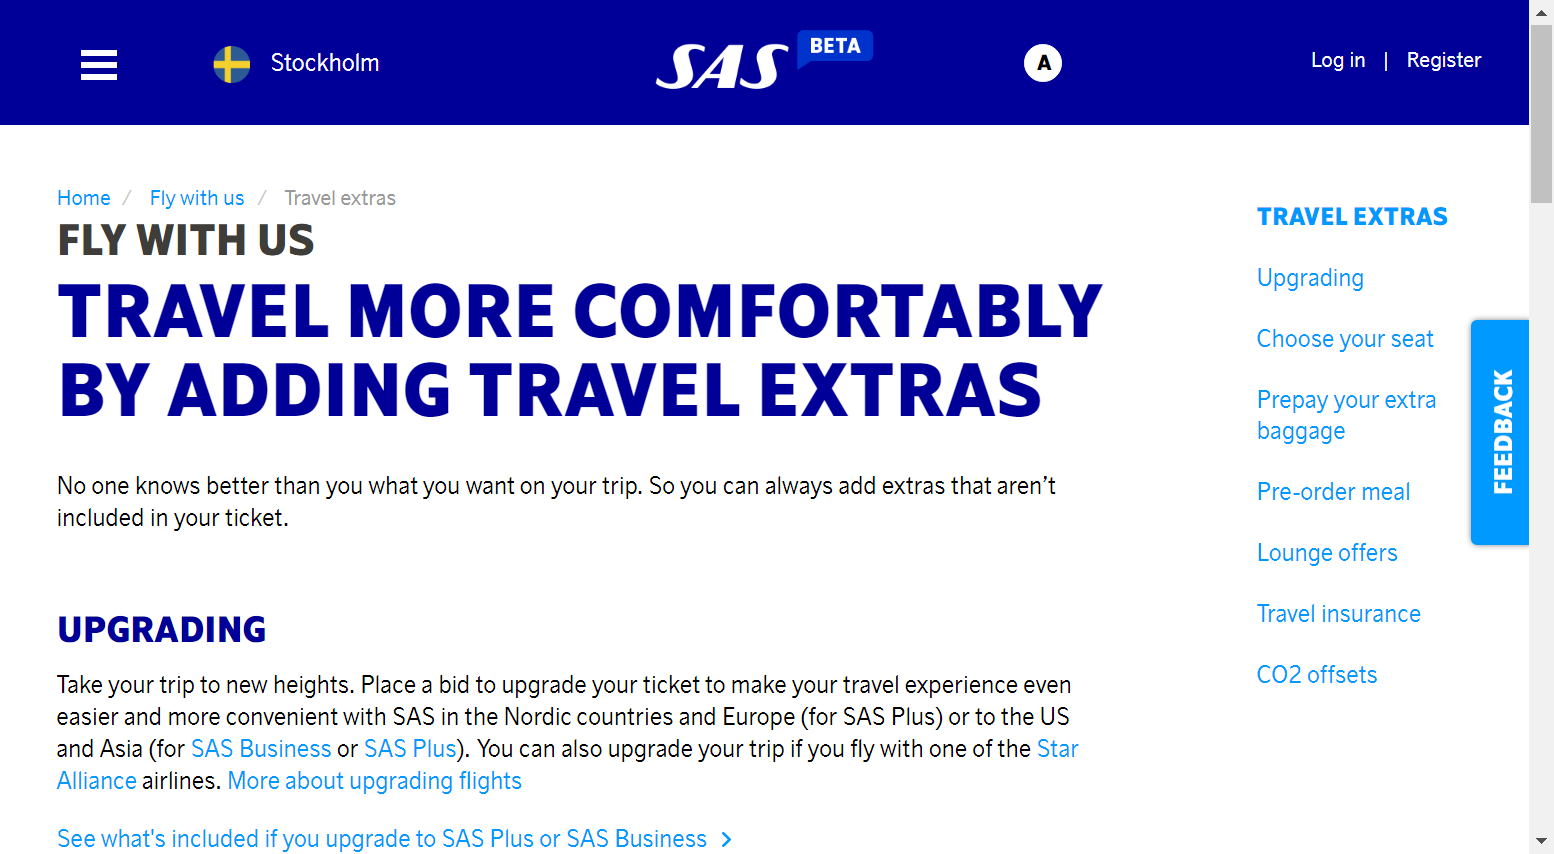 Stockholm
SAS
BETA
A
Log in | Register
Home / Fly with us / Travel extras
FLY WITH US
TRAVEL MORE COMFORTABLY
BY ADDING TRAVEL EXTRAS
No one knows better than you what you want on your trip. So you can always add extras that aren’t
included in your ticket.
UPGRADING
Take your trip to new heights. Place a bid to upgrade your ticket to make your travel experience even
easier and more convenient with SAS in the Nordic countries and Europe (for SAS Plus) or to the US
and Asia (for SAS Business or SAS Plus). You can also upgrade your trip if you fly with one of the Star
Alliance airlines. More about upgrading flights
See what's included if you upgrade to SAS Plus or SAS Business
TRAVEL EXTRAS
Upgrading
Choose your seat
Prepay your extra
baggage
Pre-order meal
Lounge offers
Travel insurance
CO2 offsets
FEEDBACK